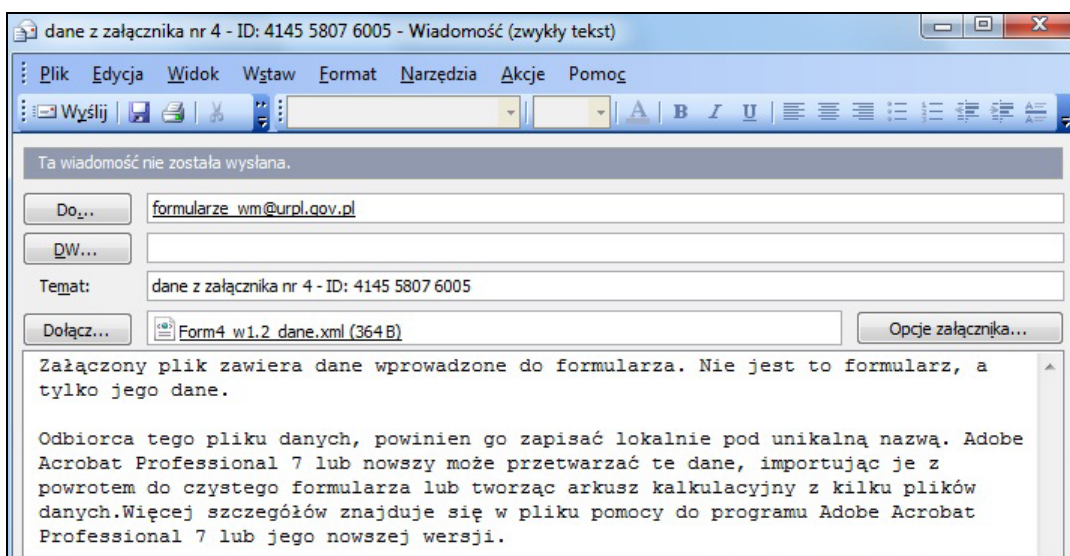 dane z załącznika nr 4 - ID: 4145 5807 6005 - Wiadomość (zwykły tekst)
Plik Edycja Widok Wstaw Format Narzędzia Akcje Pomoc
Wyślij A B I U
Ta wiadomość nie została wysłana.
Do... formularze_wm@urpl.gov.pl
DW...
Temat: dane z załącznika nr 4 - ID: 4145 5807 6005
Dołącz... Form4_w1.2_dane.xml (364 B) Opcje załącznika...
Załączony plik zawiera dane wprowadzone do formularza. Nie jest to formularz, a
tylko jego dane.
Odbiorca tego pliku danych, powinien go zapisać lokalnie pod unikalną nazwą. Adobe
Acrobat Professional 7 lub nowszy może przetwarzać te dane, importując je z
powrotem do czystego formularza lub tworząc arkusz kalkulacyjny z kilku plików
danych.Więcej szczegółów znajduje się w pliku pomocy do programu Adobe Acrobat
Professional 7 lub jego nowszej wersji.